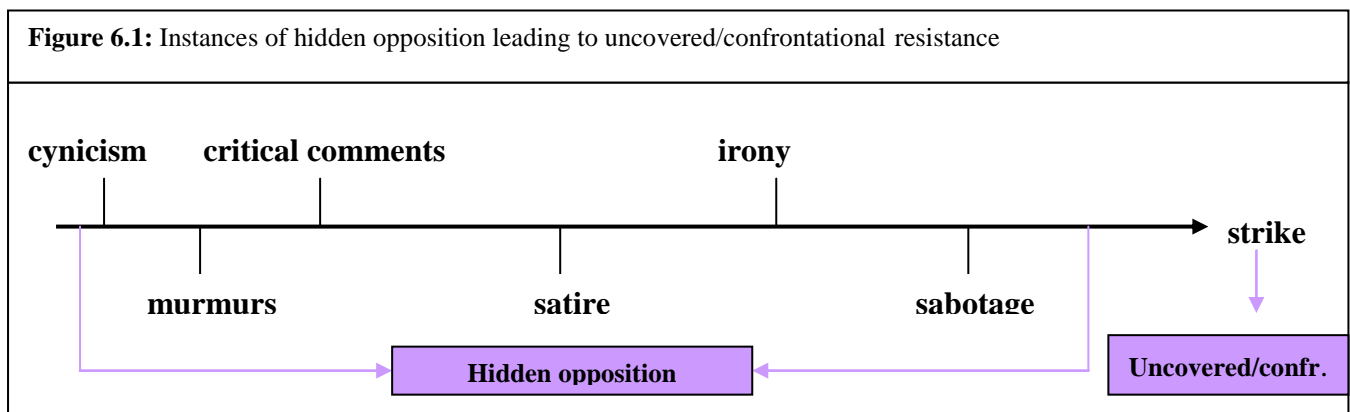 Figure 6.1: Instances of hidden opposition leading to uncovered/confrontational resistance
cynicism critical comments irony
strike
murmurs satire sabotage
Hidden opposition Uncovered/confr.